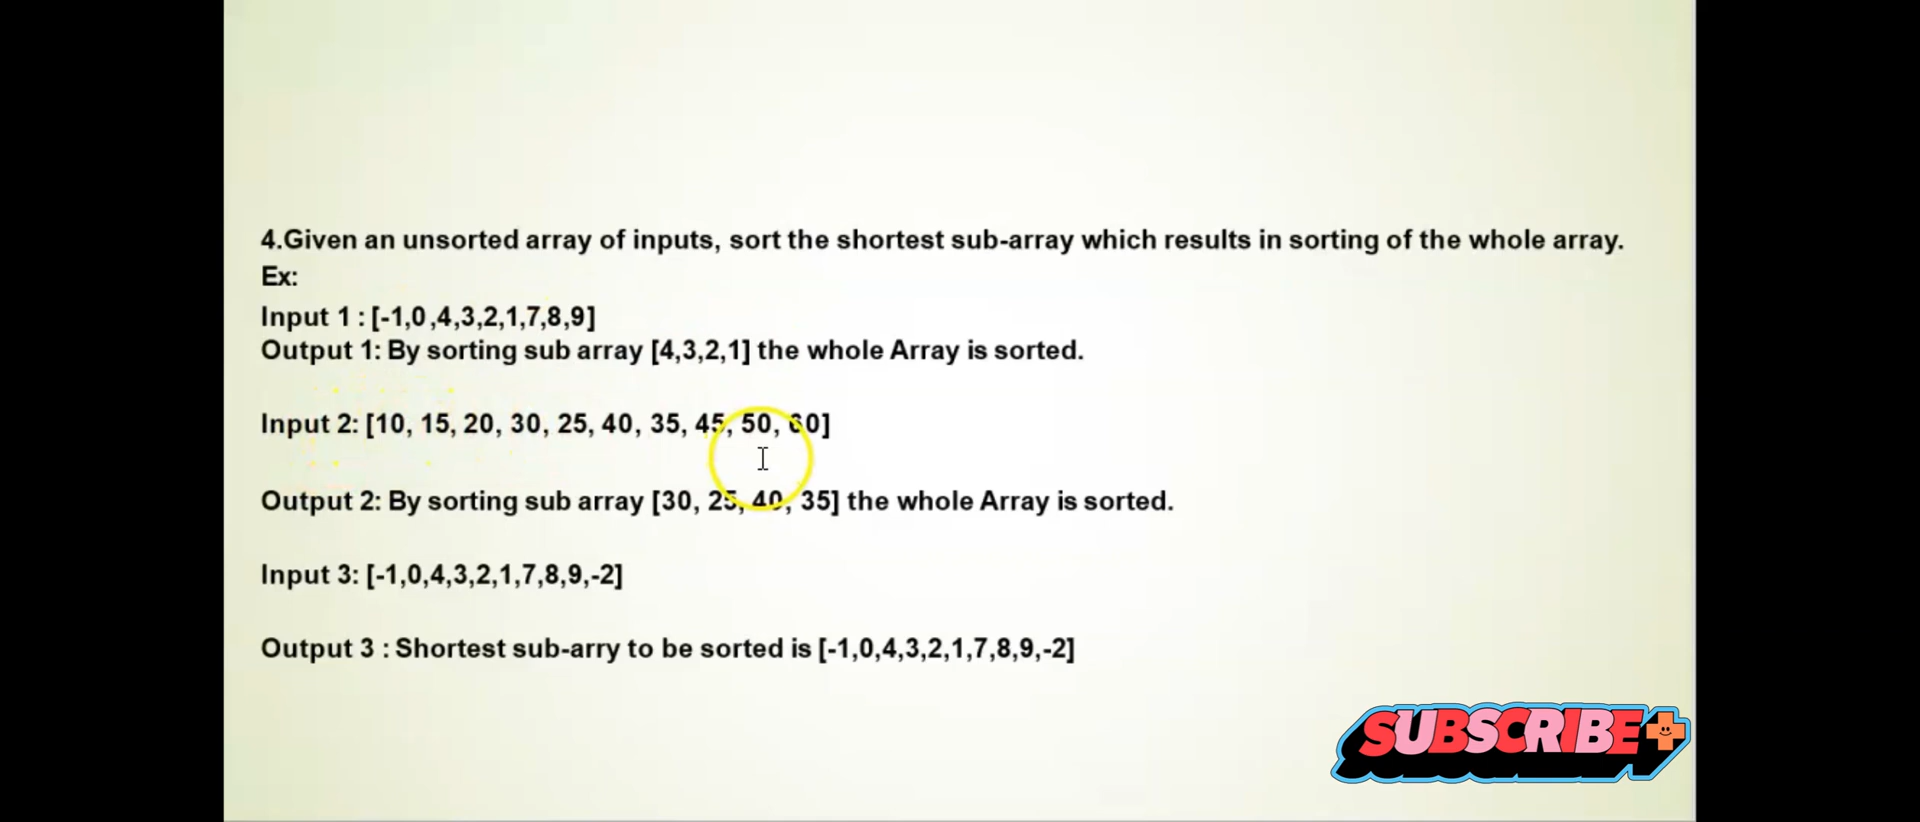 4.Given an unsorted array of inputs, sort the shortest sub-array which results in sorting of the whole array.
Ex:
Input 1 : [-1,0 ,4,3,2,1,7,8,9]
Output 1: By sorting sub array [4,3,2,1] the whole Array is sorted.
Input 2: [10, 15, 20, 30, 25, 40, 35, 45, 50, 60]
Output 2: By sorting sub array [30, 25, 40, 35] the whole Array is sorted.
Input 3: [-1,0,4,3,2,1,7,8,9,-2]
Output 3 : Shortest sub-arry to be sorted is [-1,0,4,3,2,1,7,8,9,-2]
SUBSCRIBE